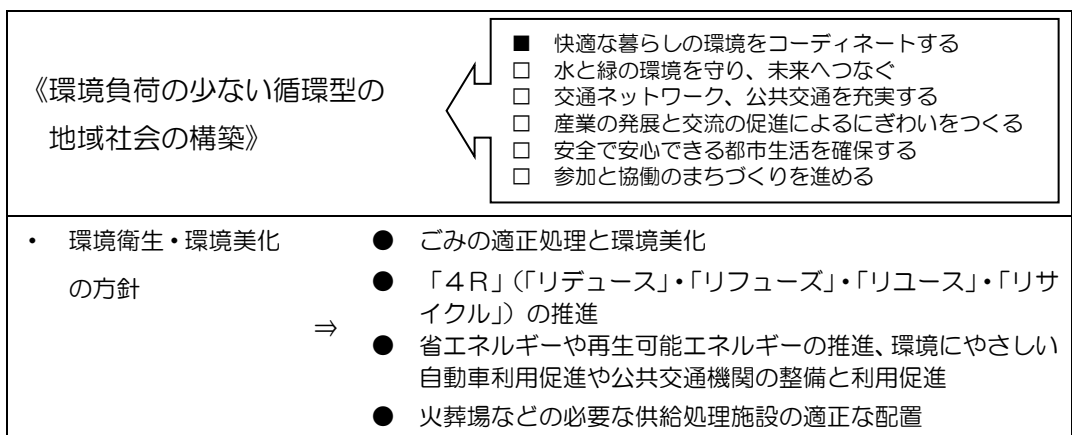 《環境負荷の少ない循環型の
地域社会の構築》
■ 快適な暮らしの環境をコーディネートする
□ 水と緑の環境を守り、未来へつなぐ
□ 交通ネットワーク、公共交通を充実する
□ 産業の発展と交流の促進によるにぎわいをつくる
□ 安全で安心できる都市生活を確保する
□ 参加と協働のまちづくりを進める
・ 環境衛生・環境美化
の方針
⇒
● ごみの適正処理と環境美化
● 「４Ｒ」(「リデュース」・「リフューズ」・「リユース」・「リサ
イクル」) の推進
● 省エネルギーや再生可能エネルギーの推進、環境にやさしい
自動車利用促進や公共交通機関の整備と利用促進
● 火葬場などの必要な供給処理施設の適正な配置